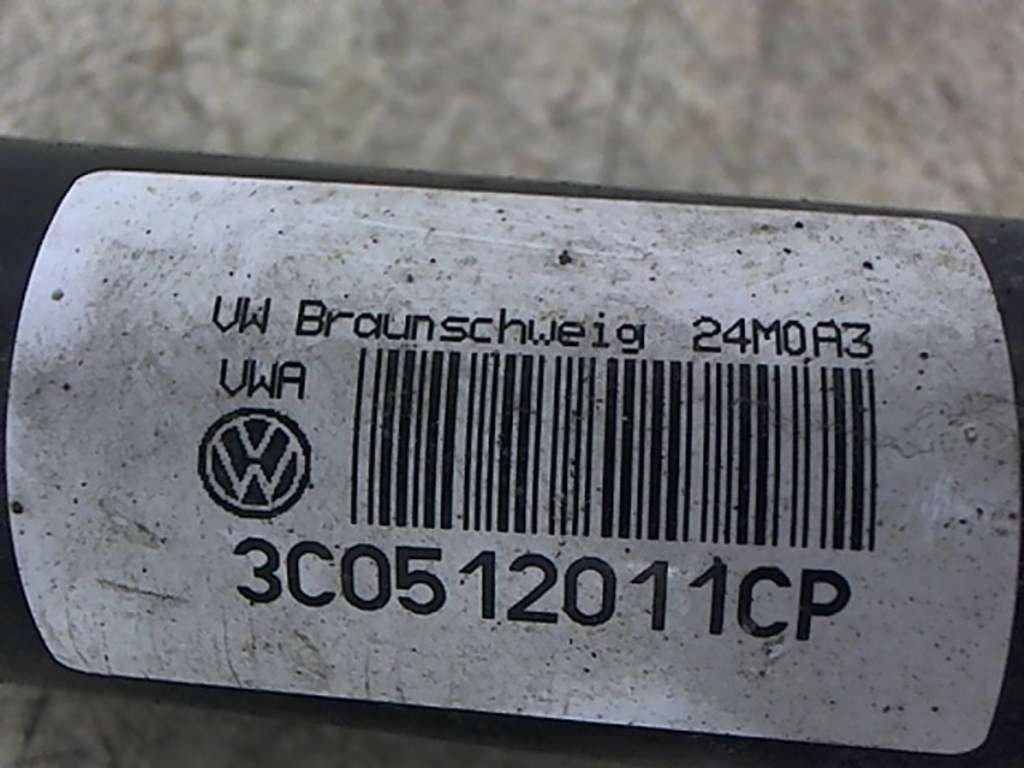 VW Braunschweig 24M0A3
VWA
3C0512011CP